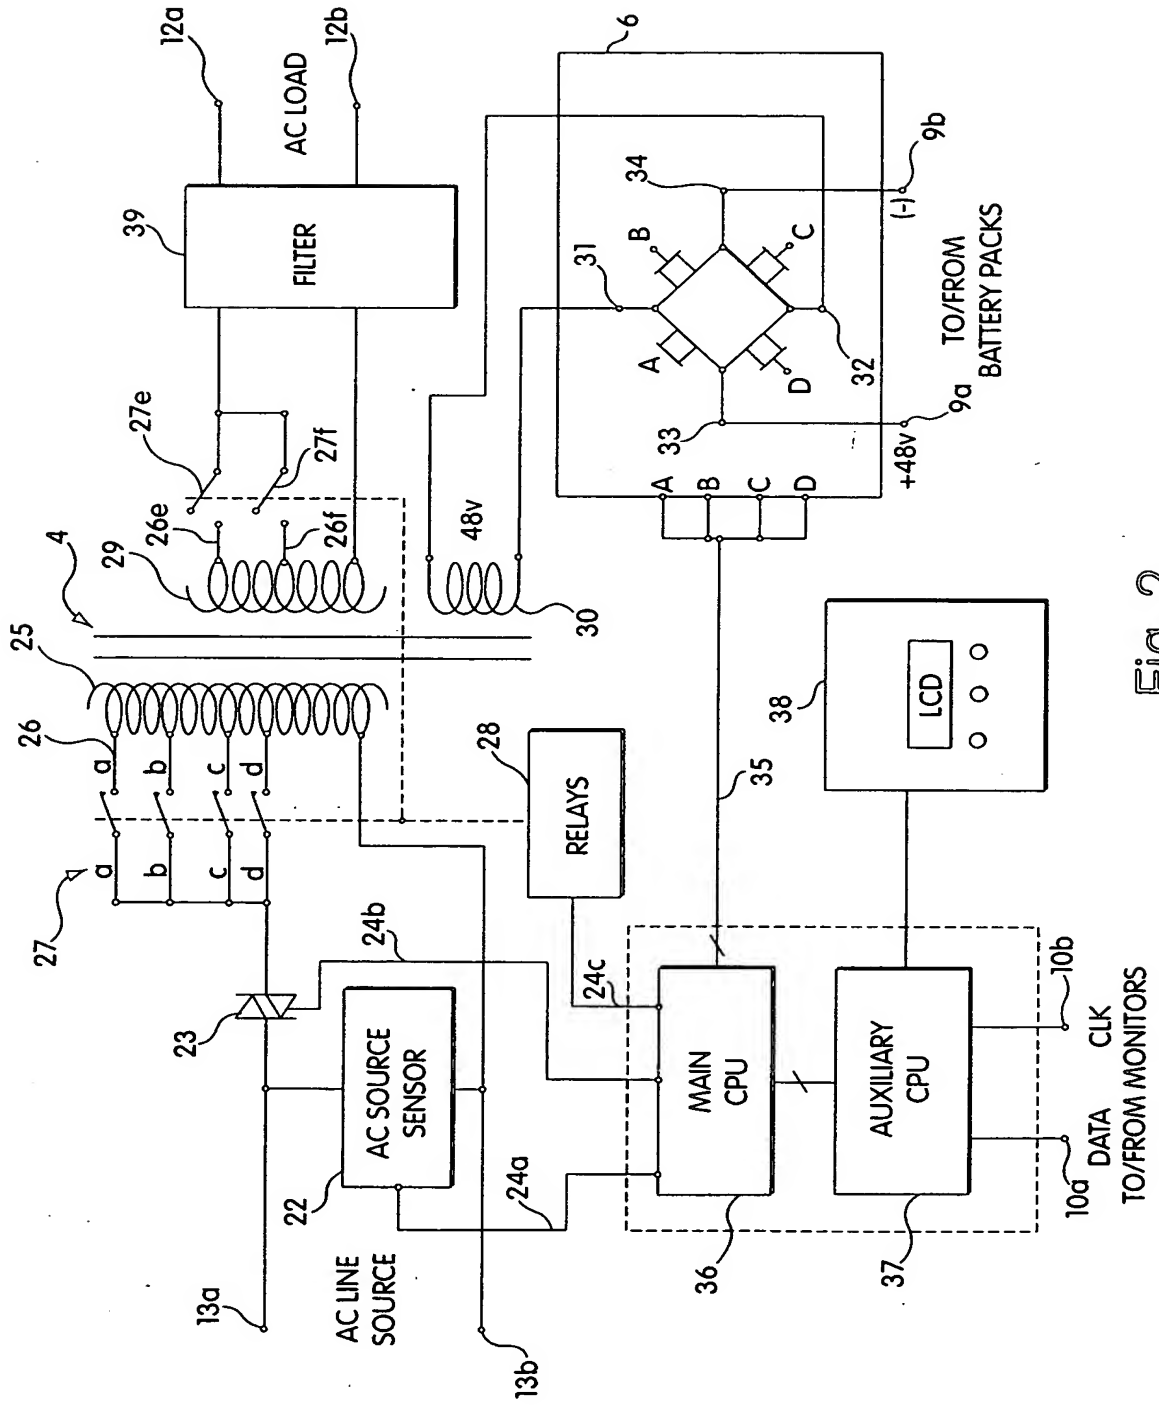 13a
AC LINE
SOURCE
13b
22
AC SOURCE
SENSOR
23
24a
24b
24c
27
a
b
c
d
26
a
b
c
d
25
4
29
26e
26f
27e
27f
39
FILTER
12a
AC LOAD
12b
28
RELAYS
30
48v
31
6
A
B
C
D
33
34
32
A
B
C
D
+48v
9a
(-)
9b
TO/FROM
BATTERY PACKS
35
36
MAIN
CPU
37
AUXILIARY
CPU
38
LCD
10a
DATA
CLK
10b
TO/FROM MONITORS
Fig. 2